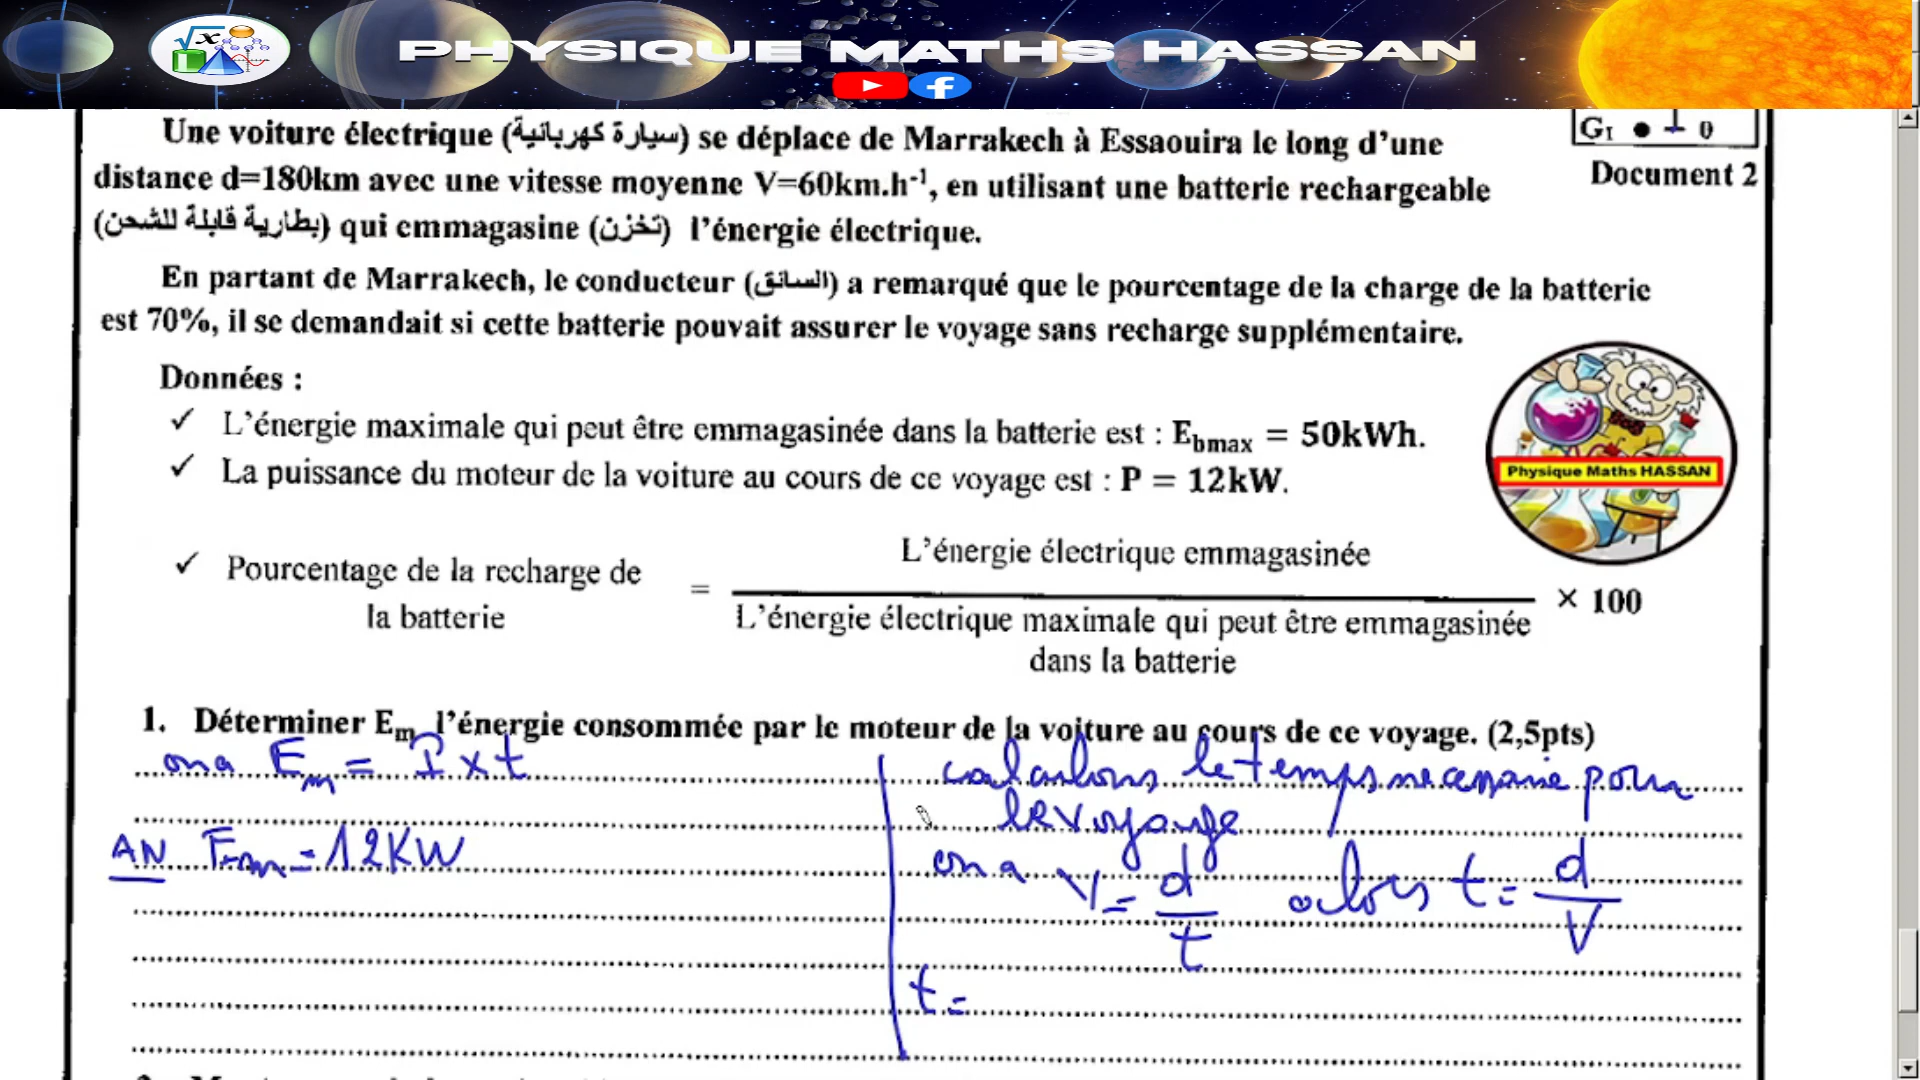 PHYSIQUE MATHS HASSAN
Une voiture électrique (سيارة كهربائية) se déplace de Marrakech à Essaouira le long d'une
distance d=180km avec une vitesse moyenne V=60km.h⁻¹, en utilisant une batterie rechargeable
(بطارية قابلة للشحن) qui emmagasine (تخزن) l'énergie électrique.
G₁ 0
Document 2
En partant de Marrakech, le conducteur (السائق) a remarqué que le pourcentage de la charge de la batterie
est 70%, il se demandait si cette batterie pouvait assurer le voyage sans recharge supplémentaire.
Données :
✓ L'énergie maximale qui peut être emmagasinée dans la batterie est : E_bmax = 50kWh.
✓ La puissance du moteur de la voiture au cours de ce voyage est : P = 12kW.
Physique Maths HASSAN
✓ Pourcentage de la recharge de
la batterie
=
L'énergie électrique emmagasinée
L'énergie électrique maximale qui peut être emmagasinée
dans la batterie
× 100
1. Déterminer Em l'énergie consommée par le moteur de la voiture au cours de ce voyage. (2,5pts)
on a Em = P x t
AN Em = 12KW
calculons le temps necessaire pour
le voyage
on a V = d/t alors t = d/V
t =